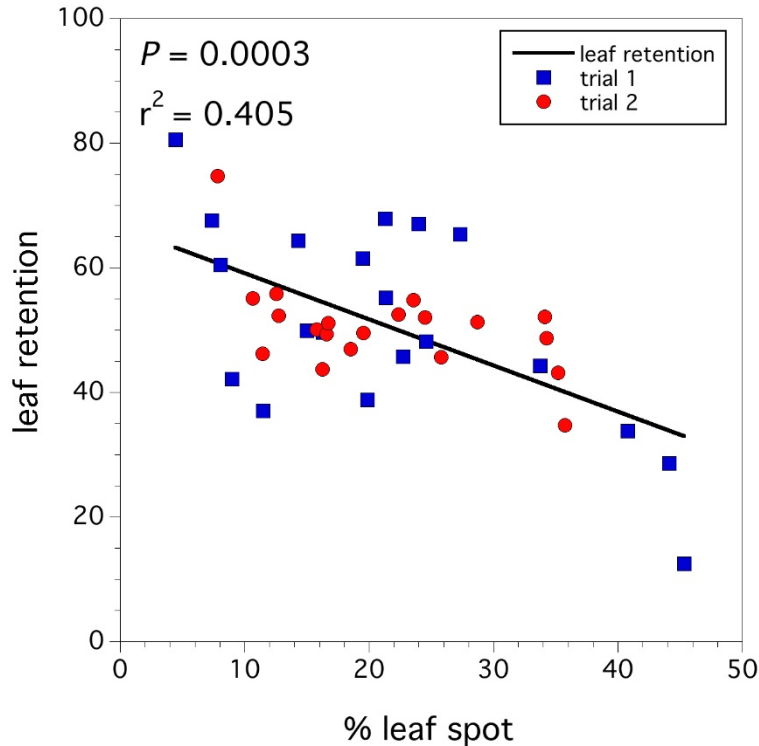 100
80
60
40
20
0
leaf retention
P = 0.0003
r² = 0.405
leaf retention
trial 1
trial 2
0 10 20 30 40 50
% leaf spot